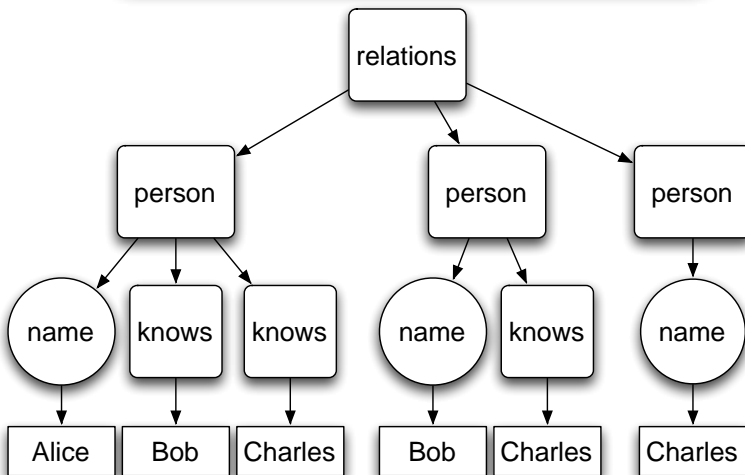 relations
person person person
name knows knows name knows name
Alice Bob Charles Bob Charles Charles